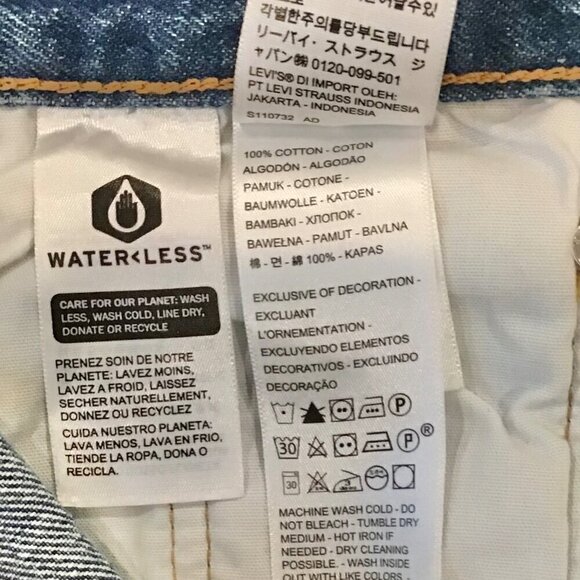 WATER<LESS™
CARE FOR OUR PLANET: WASH
LESS, WASH COLD, LINE DRY,
DONATE OR RECYCLE
PRENEZ SOIN DE NOTRE
PLANETE: LAVEZ MOINS,
LAVEZ A FROID, LAISSEZ
SECHER NATURELLEMENT,
DONNEZ OU RECYCLEZ
CUIDA NUESTRO PLANETA:
LAVA MENOS, LAVA EN FRIO,
TIENDE LA ROPA, DONA O
RECICLA.
각별한주의를당부드립니다
リーバイ・ストラウス ジ
ャパン㈱ 0120-099-501
LEVI'S® DI IMPORT OLEH:
PT LEVI STRAUSS INDONESIA
JAKARTA - INDONESIA
S110732 AD
100% COTTON - COTON
ALGODÓN - ALGODÃO
PAMUK - COTONE -
BAUMWOLLE - KATOEN -
BAMBAKI - ХЛОПОК -
BAWEŁNA - PAMUT - BAVLNA
棉 - 면 - 綿 100% - KAPAS
EXCLUSIVE OF DECORATION -
EXCLUANT
L'ORNEMENTATION -
EXCLUYENDO ELEMENTOS
DECORATIVOS - EXCLUINDO
DECORAÇÃO
P
30 P®
30
MACHINE WASH COLD - DO
NOT BLEACH - TUMBLE DRY
MEDIUM - HOT IRON IF
NEEDED - DRY CLEANING
POSSIBLE. - WASH INSIDE
OUT WITH LIKE COLORS -